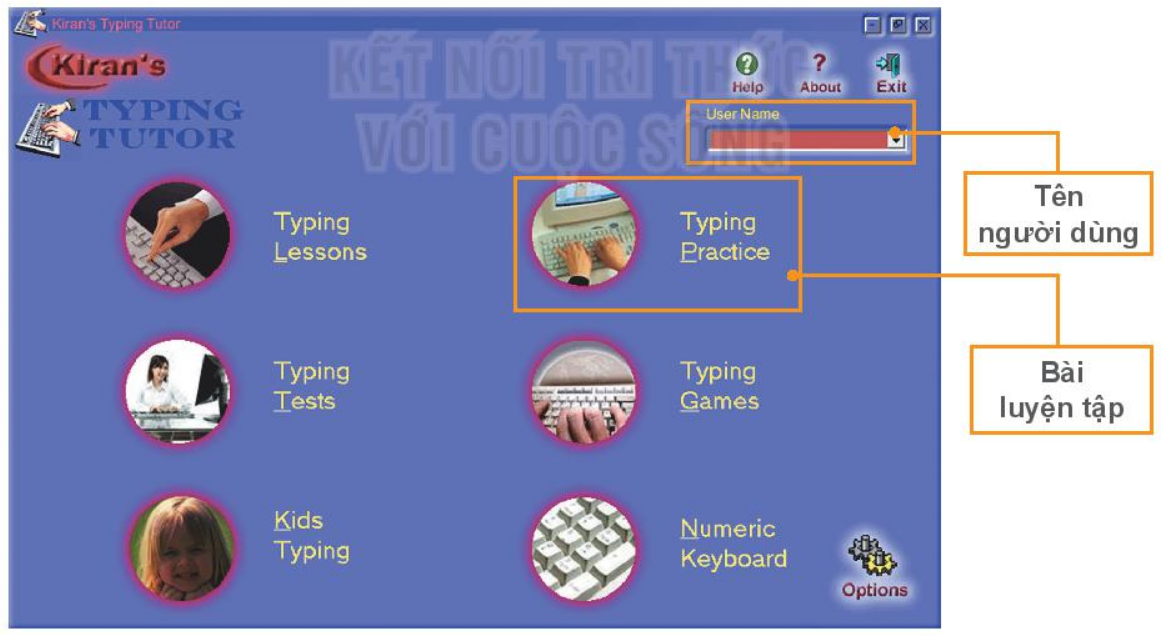 Kiran's Typing Tutor
Kiran's
TYPING
TUTOR
KẾT NỐI TRI THỨC
VỚI CUỘC SỐNG
Help
About
Exit
User Name
Tên
người dùng
Typing
Lessons
Typing
Practice
Bài
luyện tập
Typing
Tests
Typing
Games
Kids
Typing
Numeric
Keyboard
Options